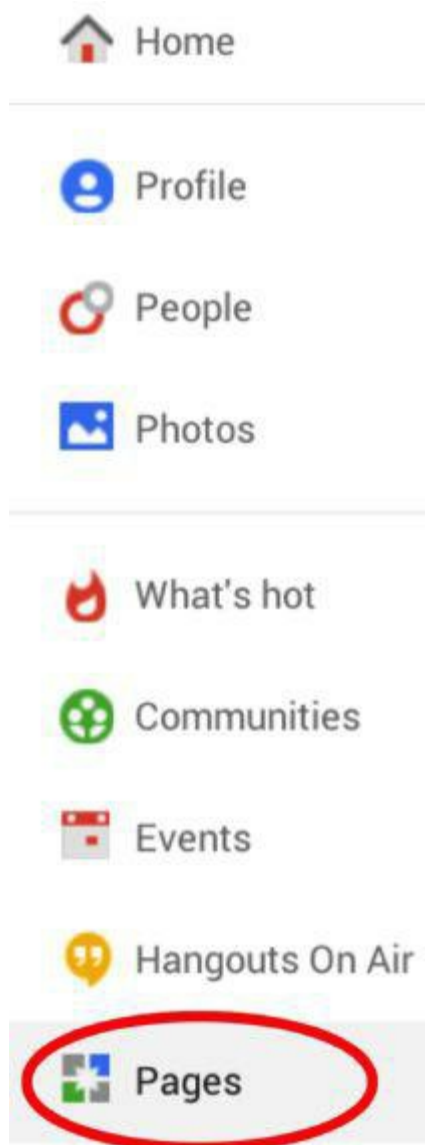 Home
Profile
People
Photos
What's hot
Communities
Events
Hangouts On Air
Pages